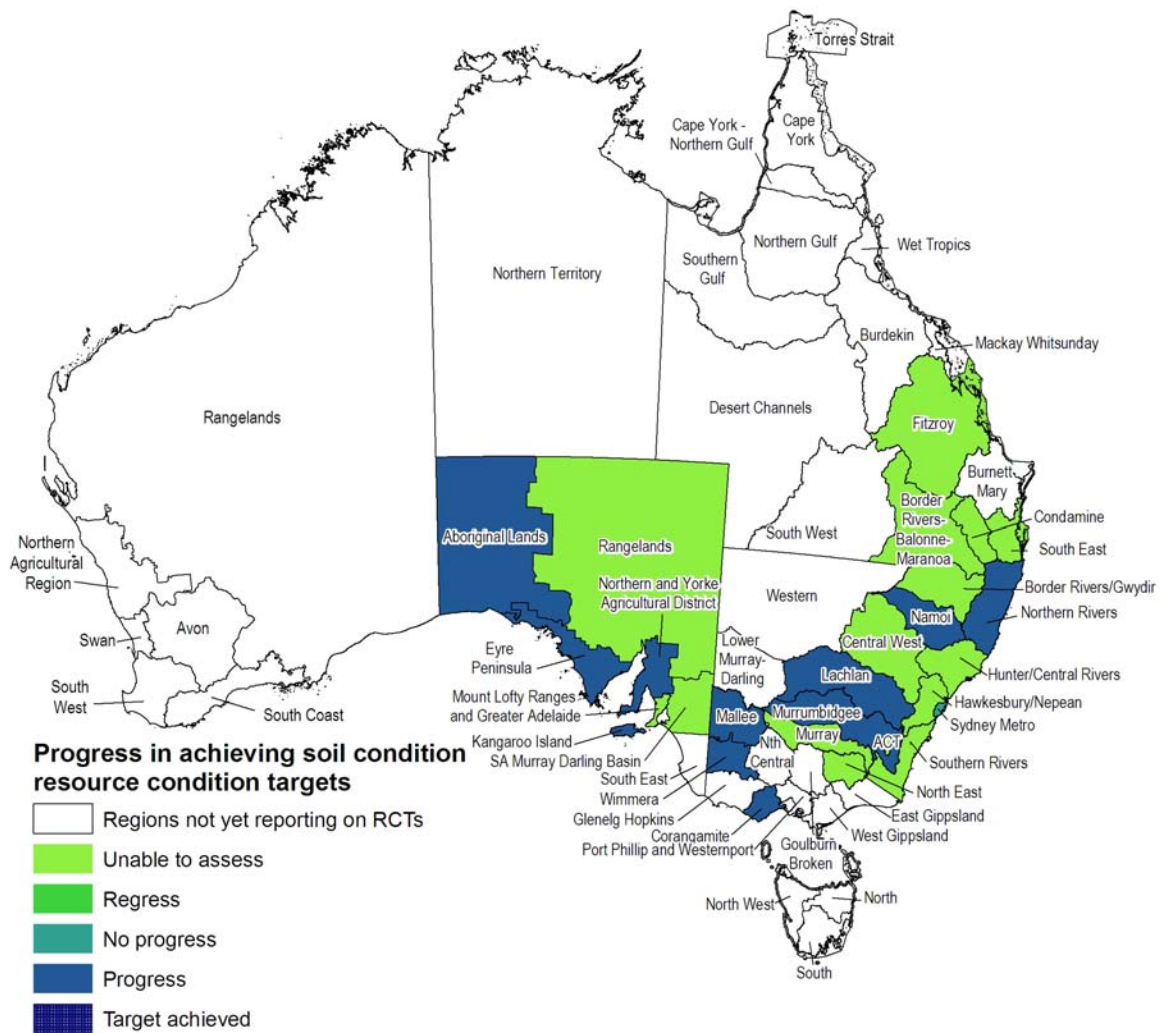 Torres Strait
Cape York -
Northern Gulf
Cape
York
Northern Gulf
Wet Tropics
Southern
Gulf
Northern Territory
Burdekin
Mackay Whitsunday
Rangelands
Desert Channels
Fitzroy
Burnett
Mary
Border
Rivers-
Balonne-
Maranoa
Condamine
South West
South East
Aboriginal Lands
Rangelands
Northern
Agricultural
Region
Northern and Yorke
Agricultural District
Western
Border Rivers/Gwydir
Namoi
Northern Rivers
Swan
Avon
Central West
Eyre
Peninsula
Lower
Murray-
Darling
Lachlan
Hunter/Central Rivers
South
West
South Coast
Mount Lofty Ranges
and Greater Adelaide
Hawkesbury/Nepean
Mallee
Murrumbidgee
Sydney Metro
Kangaroo Island
Murray
ACT
Nth
Central
Southern Rivers
SA Murray Darling Basin
South East
North East
Wimmera
East Gippsland
Glenelg Hopkins
West Gippsland
Corangamite
Port Phillip and Westernport
Goulburn
Broken
North West
North
South
Progress in achieving soil condition
resource condition targets
Regions not yet reporting on RCTs
Unable to assess
Regress
No progress
Progress
Target achieved